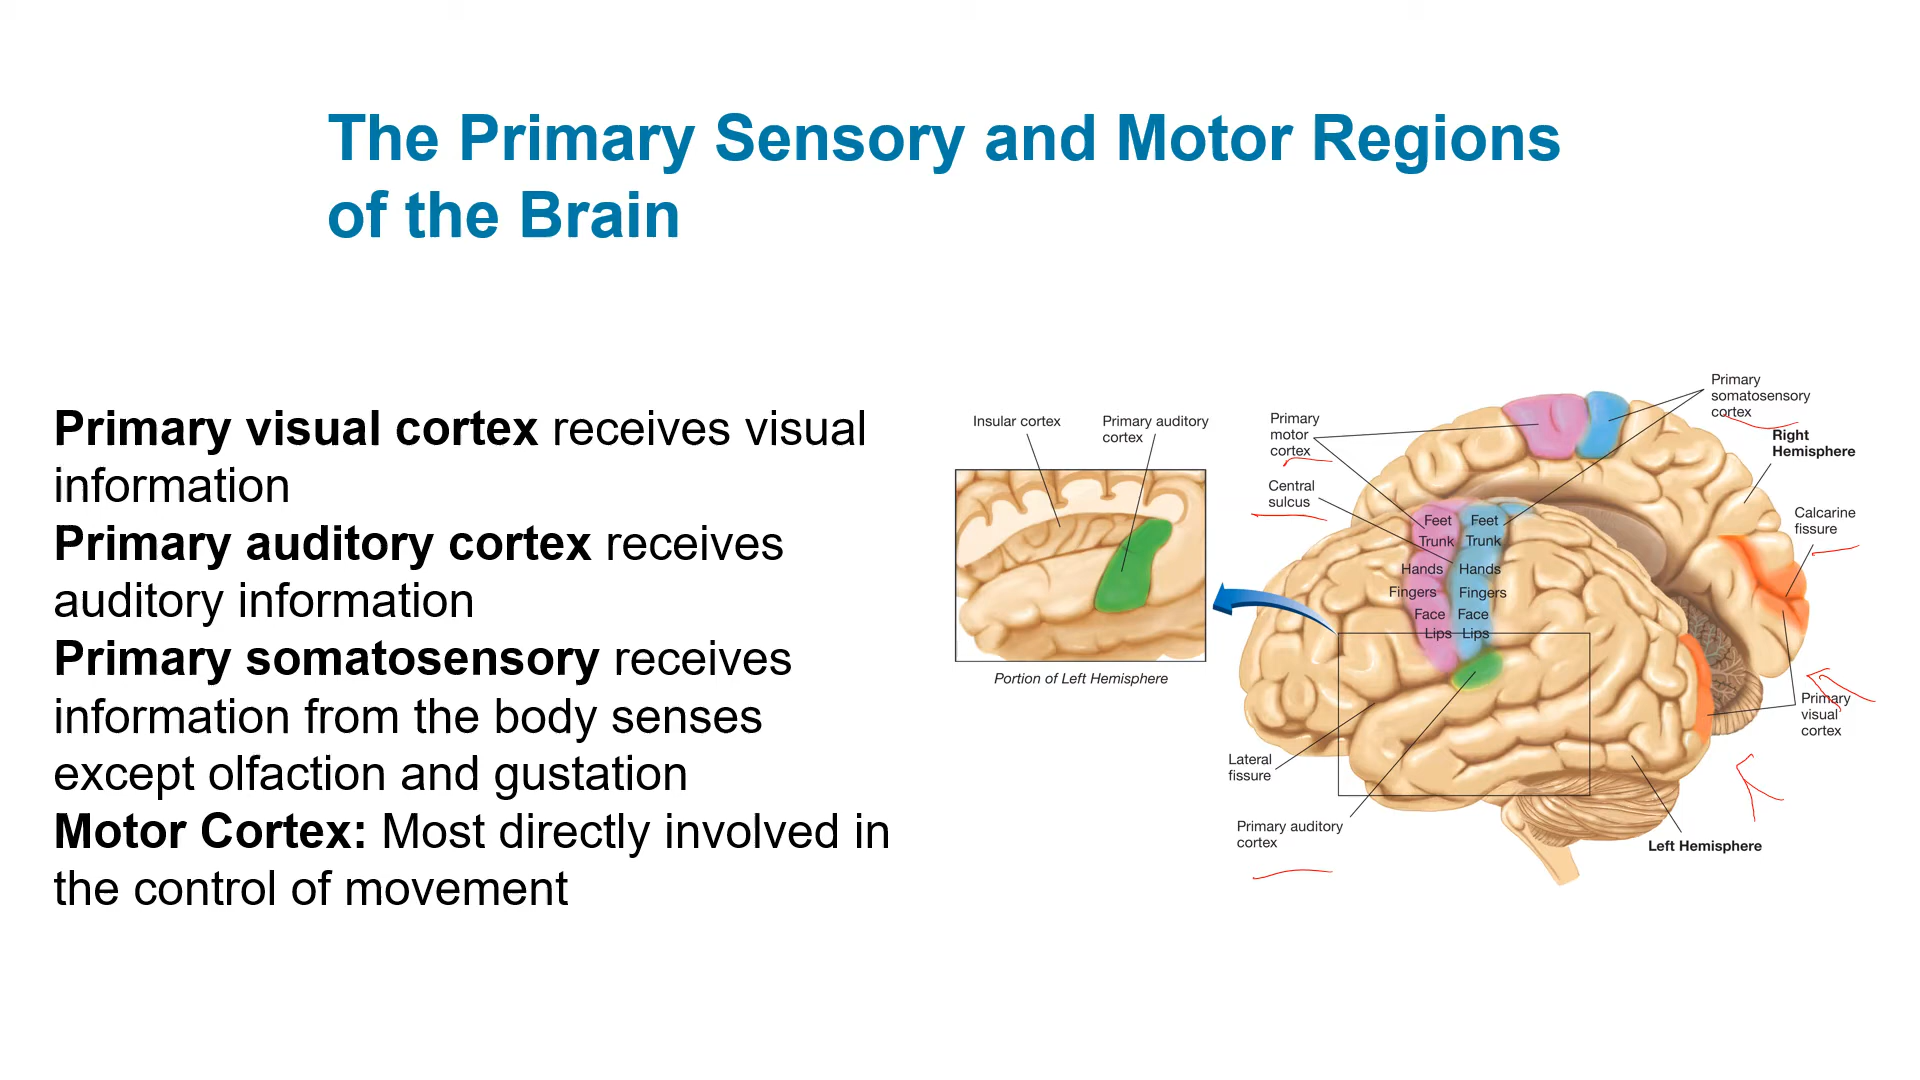 The Primary Sensory and Motor Regions
of the Brain
Primary visual cortex receives visual
information
Primary auditory cortex receives
auditory information
Primary somatosensory receives
information from the body senses
except olfaction and gustation
Motor Cortex: Most directly involved in
the control of movement
Insular cortex
Primary auditory
cortex
Portion of Left Hemisphere
Primary
motor
cortex
Central
sulcus
Primary
somatosensory
cortex
Right
Hemisphere
Calcarine
fissure
Feet Feet
Trunk Trunk
Hands Hands
Fingers Fingers
Face Face
Lips Lips
Primary
visual
cortex
Lateral
fissure
Primary auditory
cortex
Left Hemisphere